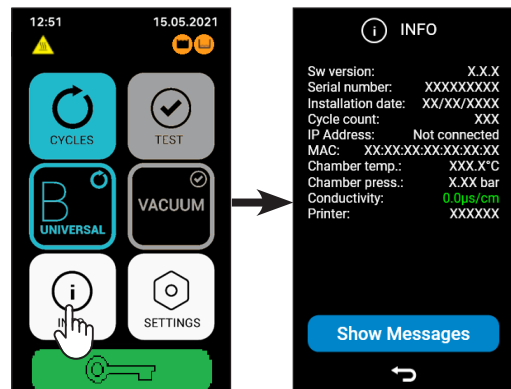 12:51 15.05.2021
CYCLES TEST
B
UNIVERSAL VACUUM
INFO SETTINGS
i INFO
Sw version: X.X.X
Serial number: XXXXXXXXX
Installation date: XX/XX/XXXX
Cycle count: XXX
IP Address: Not connected
MAC: XX:XX:XX:XX:XX:XX:XX
Chamber temp.: XXX.X°C
Chamber press.: X.XX bar
Conductivity: 0.0µs/cm
Printer: XXXXXX
Show Messages